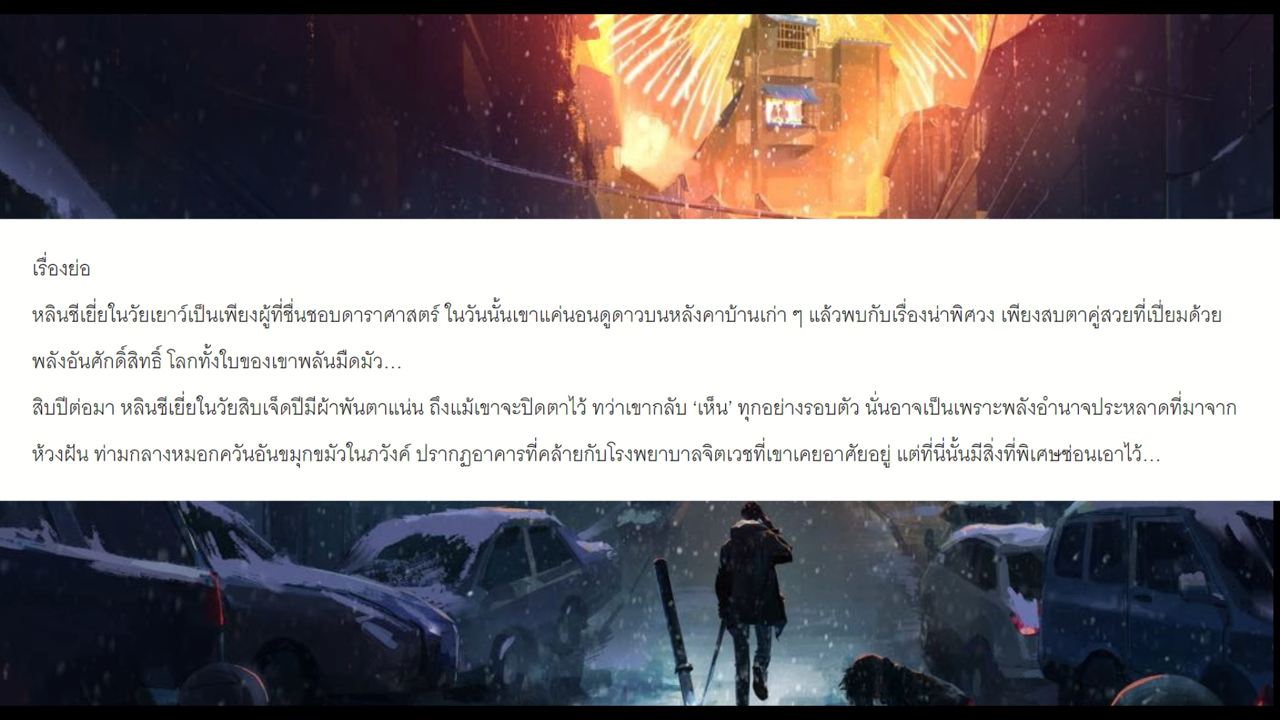 เรื่องย่อ
หลินชีเยี่ยในวัยเยาว์เป็นเพียงผู้ที่ชื่นชอบดาราศาสตร์ ในวันนั้นเขาแค่นอนดูดาวบนหลังคาบ้านเก่า ๆ แล้วพบกับเรื่องน่าพิศวง เพียงสบตาคู่สวยที่เปี่ยมด้วย
พลังอันศักดิ์สิทธิ์ โลกทั้งใบของเขาพลันมืดมัว...
สิบปีต่อมา หลินชีเยี่ยในวัยสิบเจ็ดปีมีผ้าพันตาแน่น ถึงแม้เขาจะปิดตาไว้ ทว่าเขากลับ ‘เห็น’ ทุกอย่างรอบตัว นั่นอาจเป็นเพราะพลังอำนาจประหลาดที่มาจาก
ห้วงฝัน ท่ามกลางหมอกควันอันขมุกขมัวในภวังค์ ปรากฏอาคารที่คล้ายกับโรงพยาบาลจิตเวชที่เขาเคยอาศัยอยู่ แต่ที่นี่นั้นมีสิ่งที่พิเศษซ่อนเอาไว้...